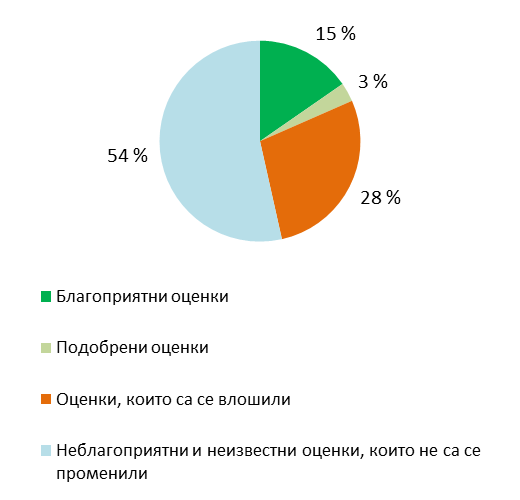 15 %
3 %
54 %
28 %
Благоприятни оценки
Подобрени оценки
Оценки, които са се влошили
Неблагоприятни и неизвестни оценки, които не са се
променили